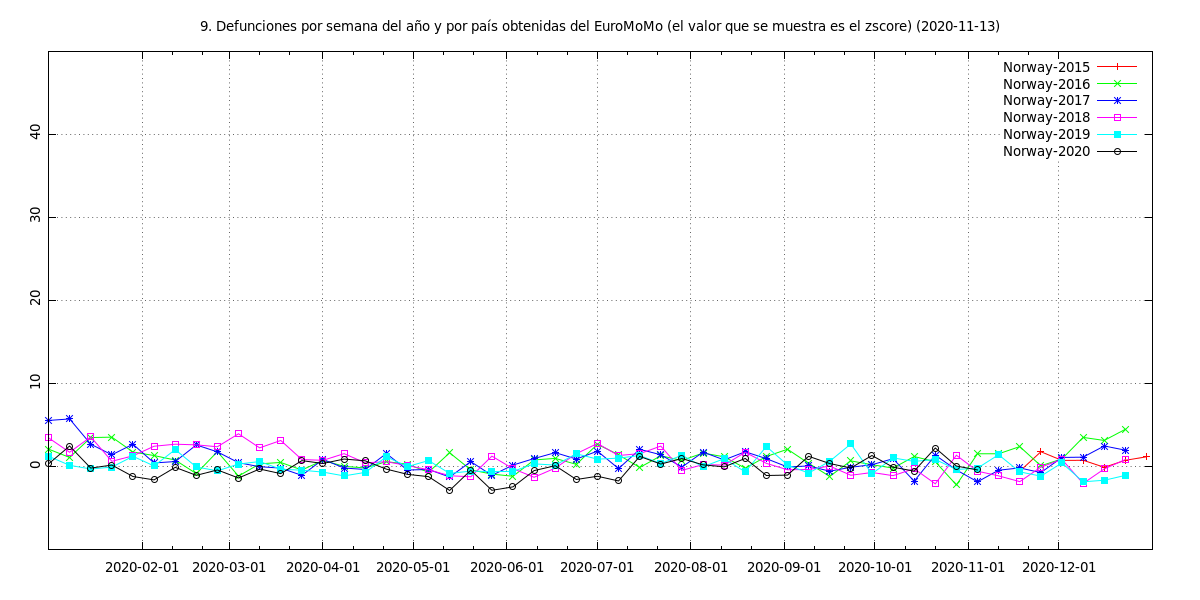 9. Defunciones por semana del año y por país obtenidas del EuroMoMo (el valor que se muestra es el zscore) (2020-11-13)
Norway-2015
Norway-2016
Norway-2017
Norway-2018
Norway-2019
Norway-2020
40
30
20
10
0
2020-02-01 2020-03-01 2020-04-01 2020-05-01 2020-06-01 2020-07-01 2020-08-01 2020-09-01 2020-10-01 2020-11-01 2020-12-01